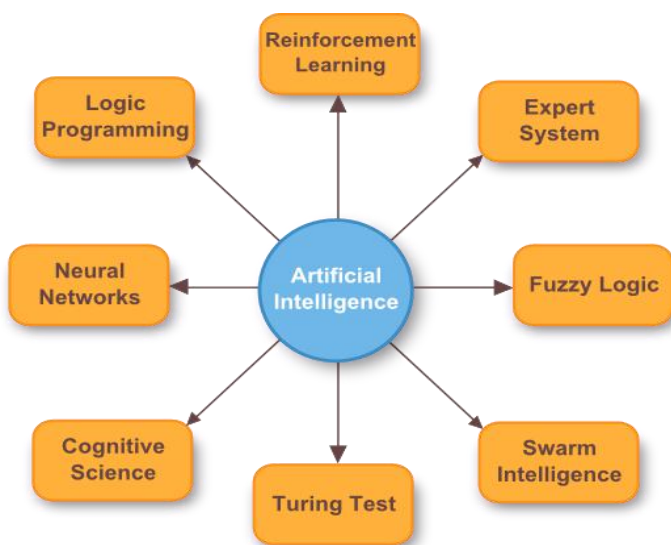 Reinforcement
Learning
Logic
Programming
Expert
System
Neural
Networks
Artificial
Intelligence
Fuzzy Logic
Cognitive
Science
Turing Test
Swarm
Intelligence